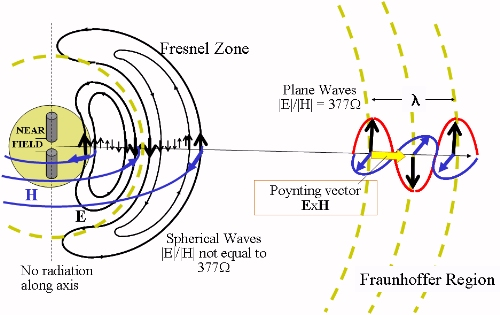 Fresnel Zone
Plane Waves
|E|/|H| = 377Ω
λ
NEAR
FIELD
H
E
Poynting vector
ExH
Spherical Waves
|E|/|H| not equal to
377Ω
No radiation
along axis
Fraunhoffer Region